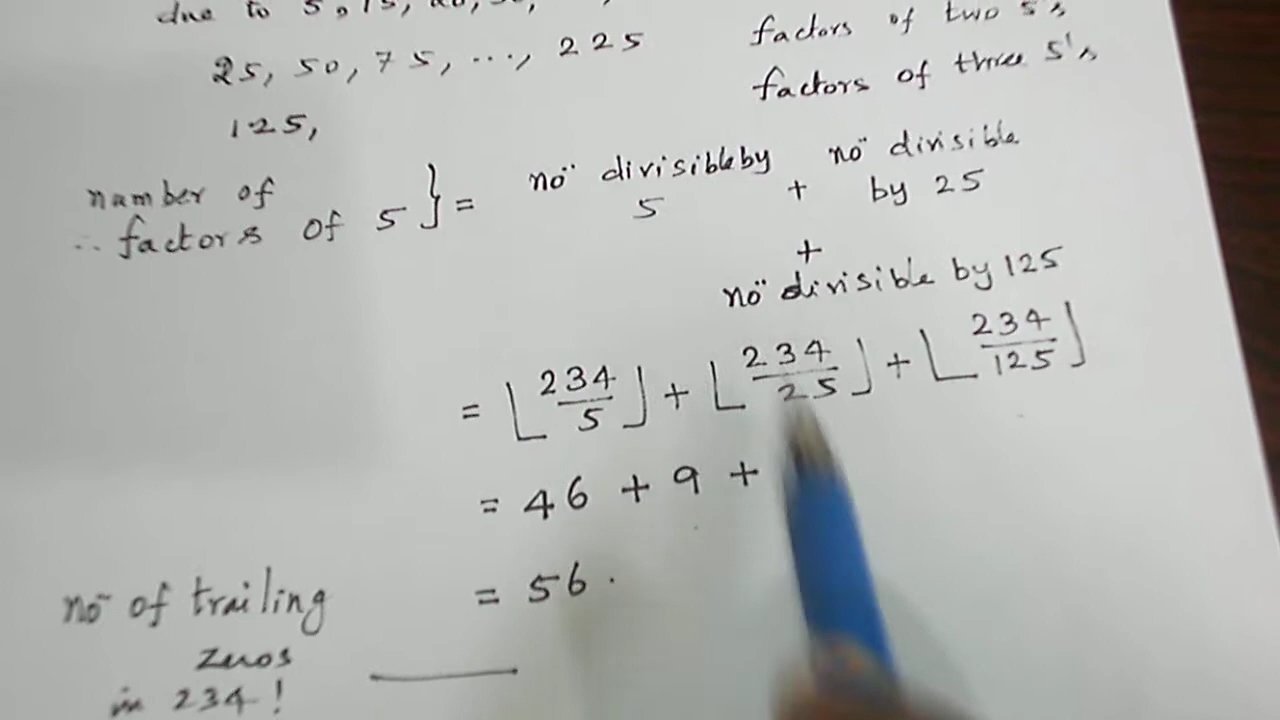 due to 5, 15,
25, 50, 75, ..., 225 factors of two 5's
125, factors of three 5's
∴ number of factors of 5 } = no divisible by 5 + no divisible by 25
+
no divisible by 125
= ⌊234/5⌋ + ⌊234/25⌋ + ⌊234/125⌋
= 46 + 9 +
= 56.
no of trailing
zeros
in 234!